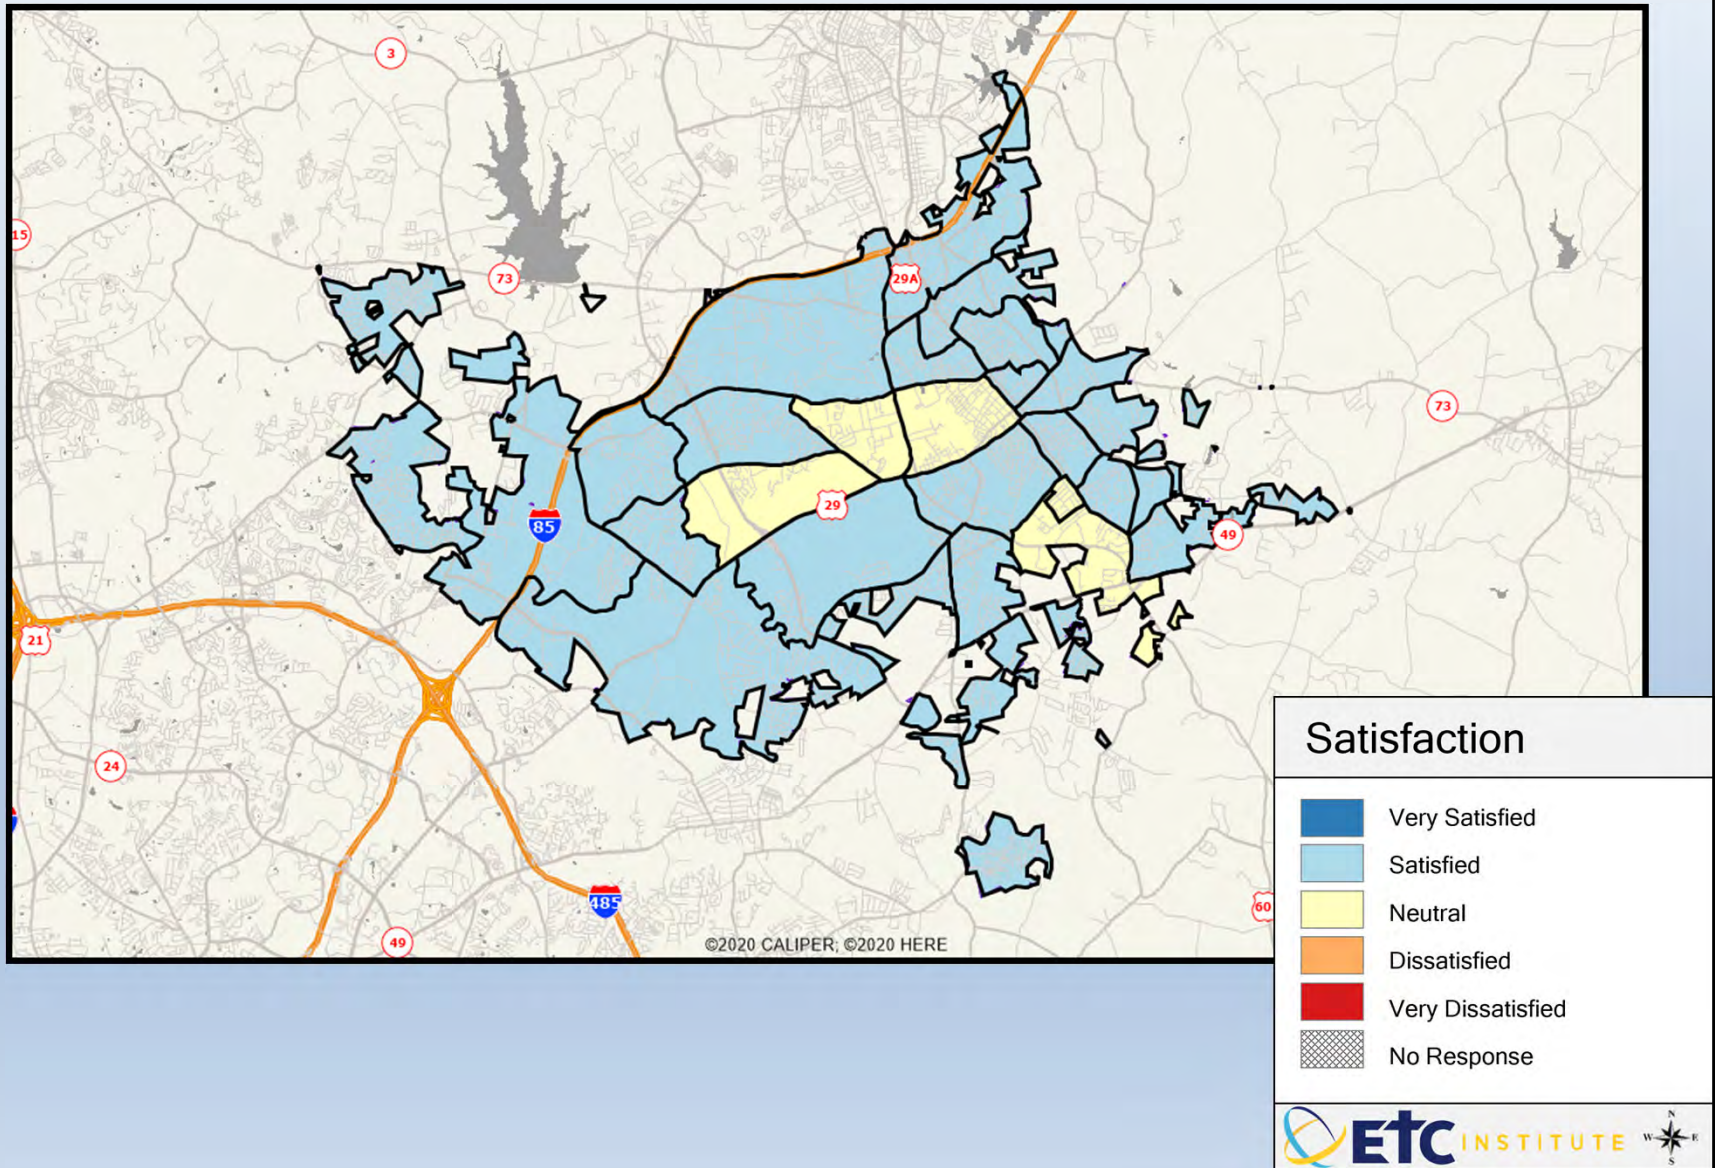 3
15
73
29A
73
29
49
85
21
24
485
60
49
©2020 CALIPER; ©2020 HERE
Satisfaction
Very Satisfied
Satisfied
Neutral
Dissatisfied
Very Dissatisfied
No Response
ETC INSTITUTE
N
W E
S